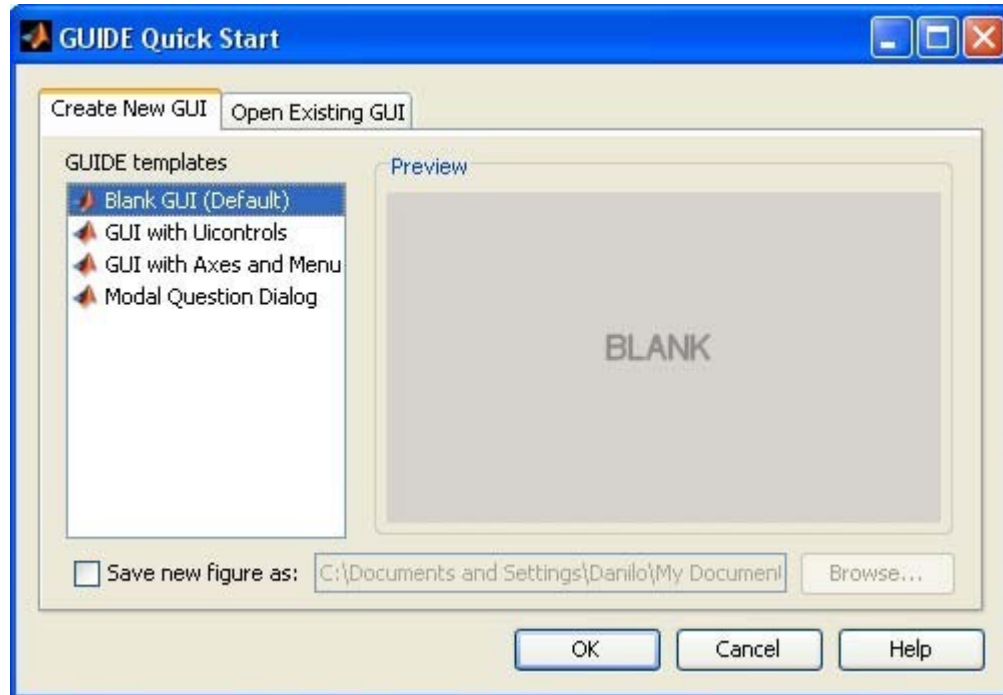 GUIDE Quick Start
Create New GUI
Open Existing GUI
GUIDE templates
Blank GUI (Default)
GUI with Uicontrols
GUI with Axes and Menu
Modal Question Dialog
Preview
BLANK
Save new figure as:
C:\Documents and Settings\Danilo\My Document
Browse...
OK
Cancel
Help